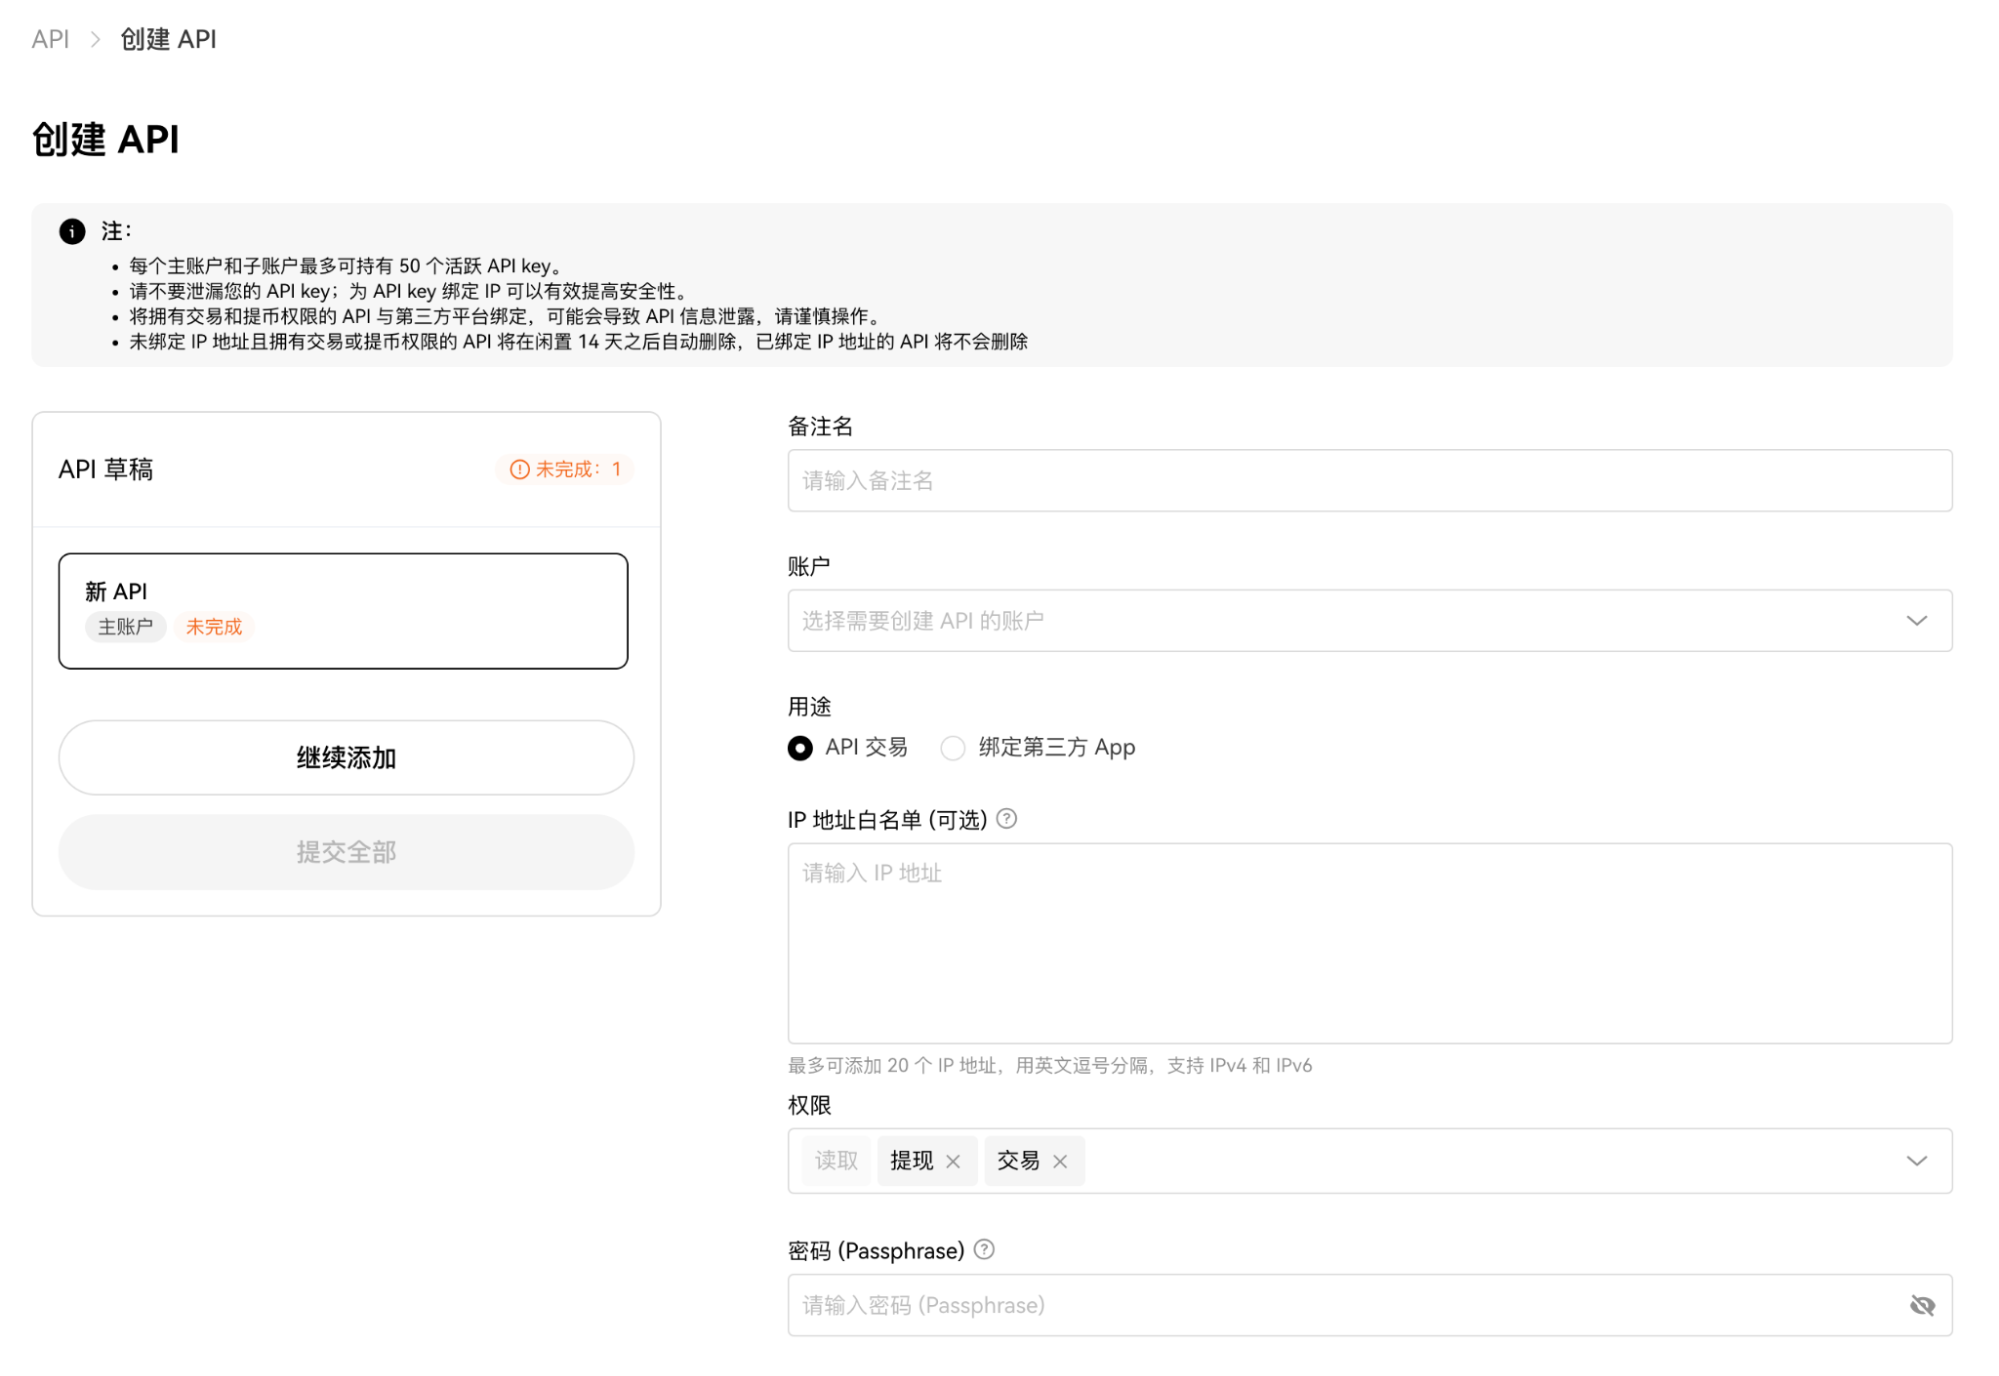 API > 创建 API
创建 API
注：
• 每个主账户和子账户最多可持有 50 个活跃 API key。
• 请不要泄漏您的 API key；为 API key 绑定 IP 可以有效提高安全性。
• 将拥有交易和提币权限的 API 与第三方平台绑定，可能会导致 API 信息泄露，请谨慎操作。
• 未绑定 IP 地址且拥有交易或提币权限的 API 将在闲置 14 天之后自动删除，已绑定 IP 地址的 API 将不会删除
API 草稿 未完成：1
新 API
主账户 未完成
继续添加
提交全部
备注名
请输入备注名
账户
选择需要创建 API 的账户
用途
API 交易 绑定第三方 App
IP 地址白名单 (可选)
请输入 IP 地址
最多可添加 20 个 IP 地址，用英文逗号分隔，支持 IPv4 和 IPv6
权限
读取 提现 × 交易 ×
密码 (Passphrase)
请输入密码 (Passphrase)